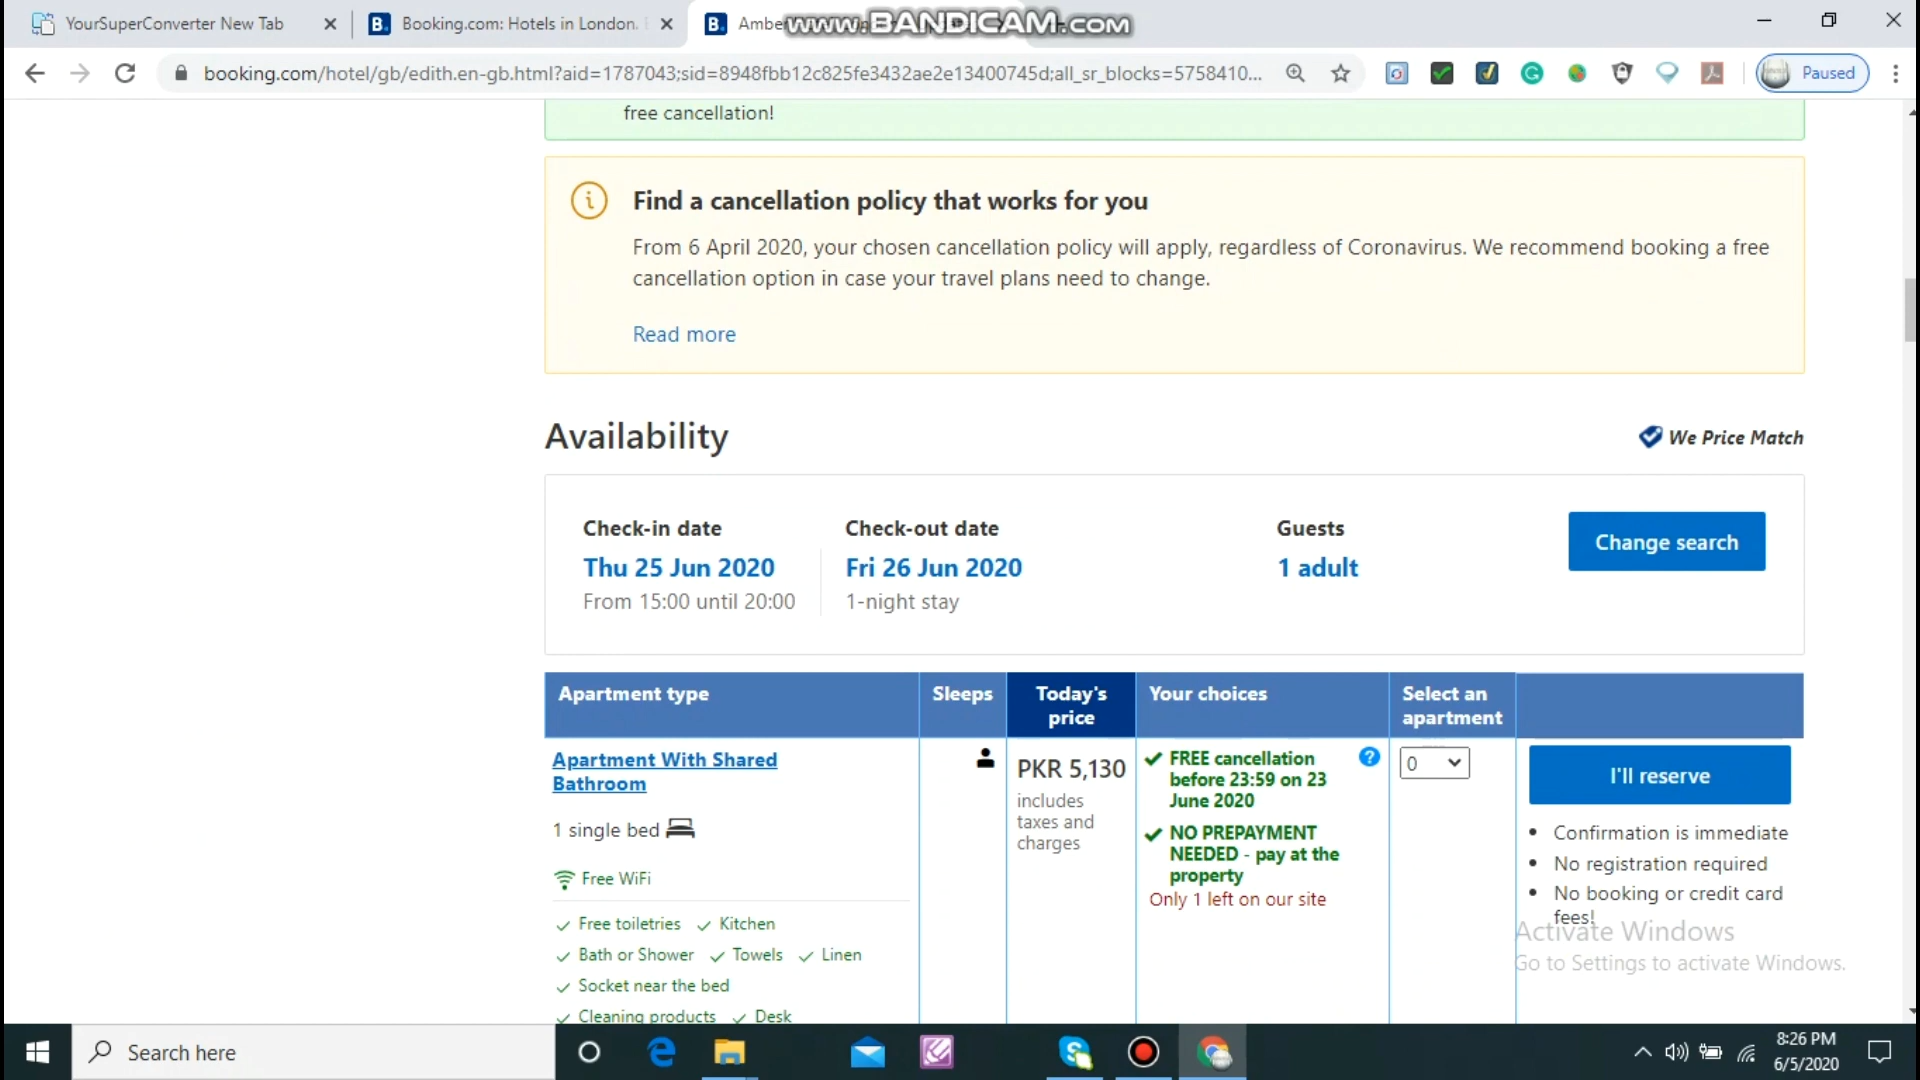 YourSuperConverter New Tab
Booking.com: Hotels in London.
Ambe
www.BANDICAM.com
booking.com/hotel/gb/edith.en-gb.html?aid=1787043;sid=8948fbb12c825fe3432ae2e13400745d;all_sr_blocks=5758410...
Paused
free cancellation!
Find a cancellation policy that works for you
From 6 April 2020, your chosen cancellation policy will apply, regardless of Coronavirus. We recommend booking a free
cancellation option in case your travel plans need to change.
Read more
Availability
We Price Match
Check-in date
Check-out date
Guests
Thu 25 Jun 2020
Fri 26 Jun 2020
1 adult
Change search
From 15:00 until 20:00
1-night stay
Apartment type
Sleeps
Today's
price
Your choices
Select an
apartment
Apartment With Shared
Bathroom
1 single bed
Free WiFi
Free toiletries
Kitchen
Bath or Shower
Towels
Linen
Socket near the bed
Cleaning products
Desk
PKR 5,130
includes
taxes and
charges
FREE cancellation
before 23:59 on 23
June 2020
NO PREPAYMENT
NEEDED - pay at the
property
Only 1 left on our site
0
I'll reserve
Confirmation is immediate
No registration required
No booking or credit card
fees!
Activate Windows
Go to Settings to activate Windows.
Search here
8:26 PM
6/5/2020